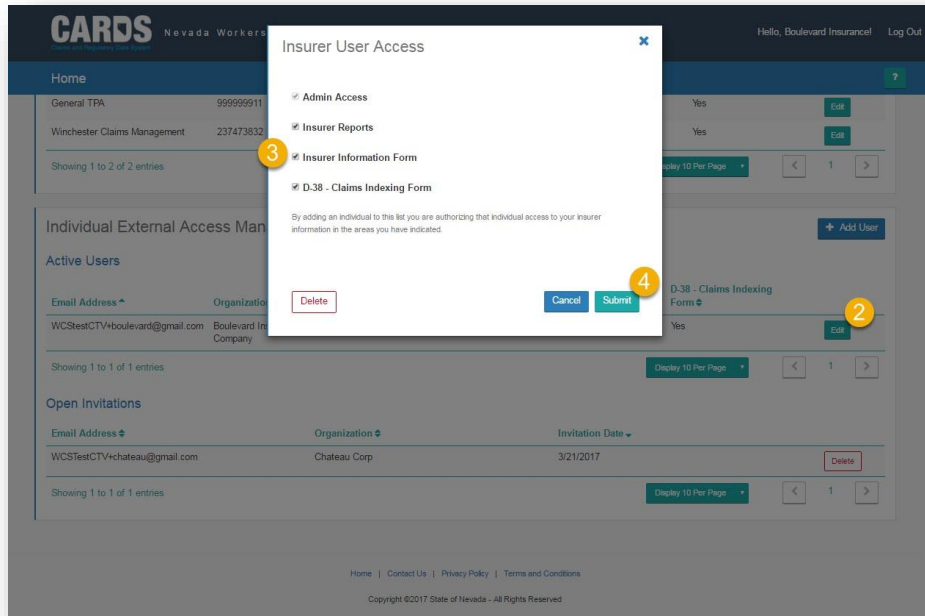 CARDS
Claims and Regulatory Data System
Nevada Workers
Hello, Boulevard Insurance! Log Out
Home
?
General TPA 999999911 Yes Edit
Winchester Claims Management 237473832 Yes Edit
Showing 1 to 2 of 2 entries
splay 10 Per Page < 1 >
Insurer User Access
Admin Access
Insurer Reports
3
Insurer Information Form
D-38 - Claims Indexing Form
By adding an individual to this list you are authorizing that individual access to your insurer
information in the areas you have indicated.
Delete Cancel Submit
4
Individual External Access Man
+ Add User
Active Users
Email Address Organizatio D-38 - Claims Indexing
Form
WCStestCTV+boulevard@gmail.com Boulevard In Yes Edit
Company
2
Showing 1 to 1 of 1 entries Display 10 Per Page < 1 >
Open Invitations
Email Address Organization Invitation Date
WCSTestCTV+chateau@gmail.com Chateau Corp 3/21/2017 Delete
Showing 1 to 1 of 1 entries Display 10 Per Page < 1 >
Home | Contact Us | Privacy Policy | Terms and Conditions
Copyright ©2017 State of Nevada - All Rights Reserved